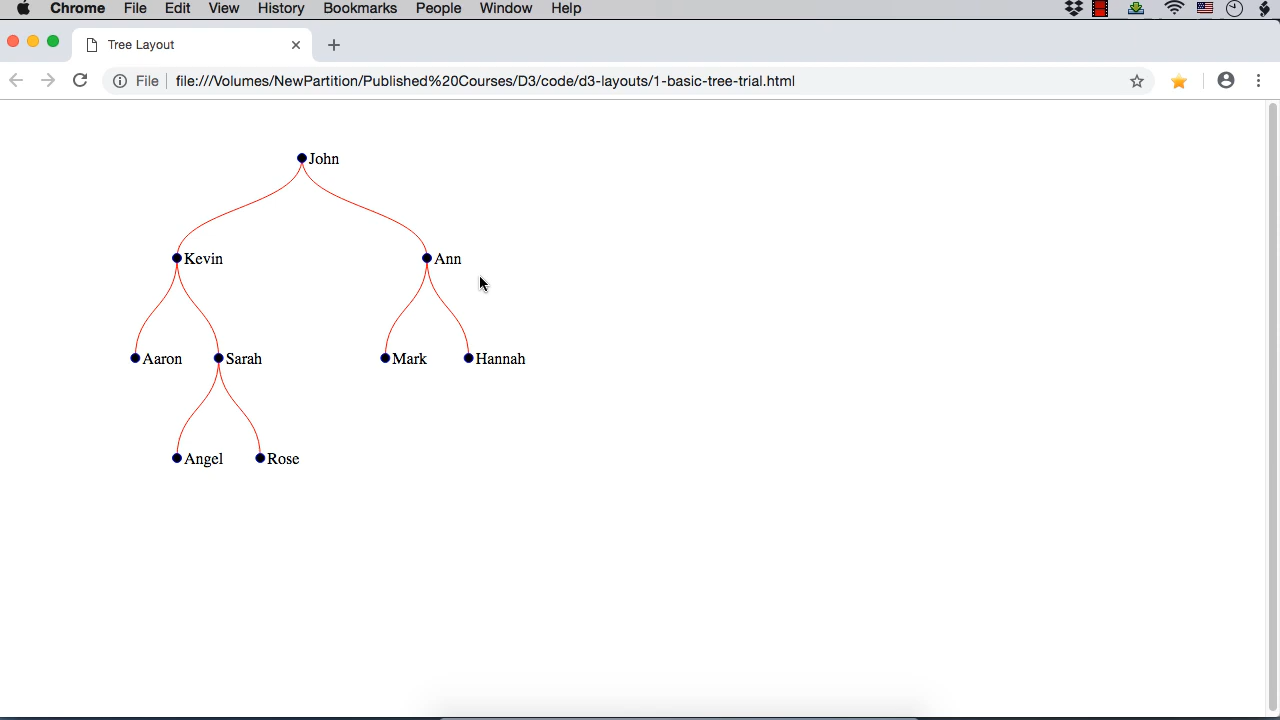 Chrome File Edit View History Bookmarks People Window Help
Tree Layout
File file:///Volumes/NewPartition/Published%20Courses/D3/code/d3-layouts/1-basic-tree-trial.html
John
Kevin Ann
Aaron Sarah Mark Hannah
Angel Rose